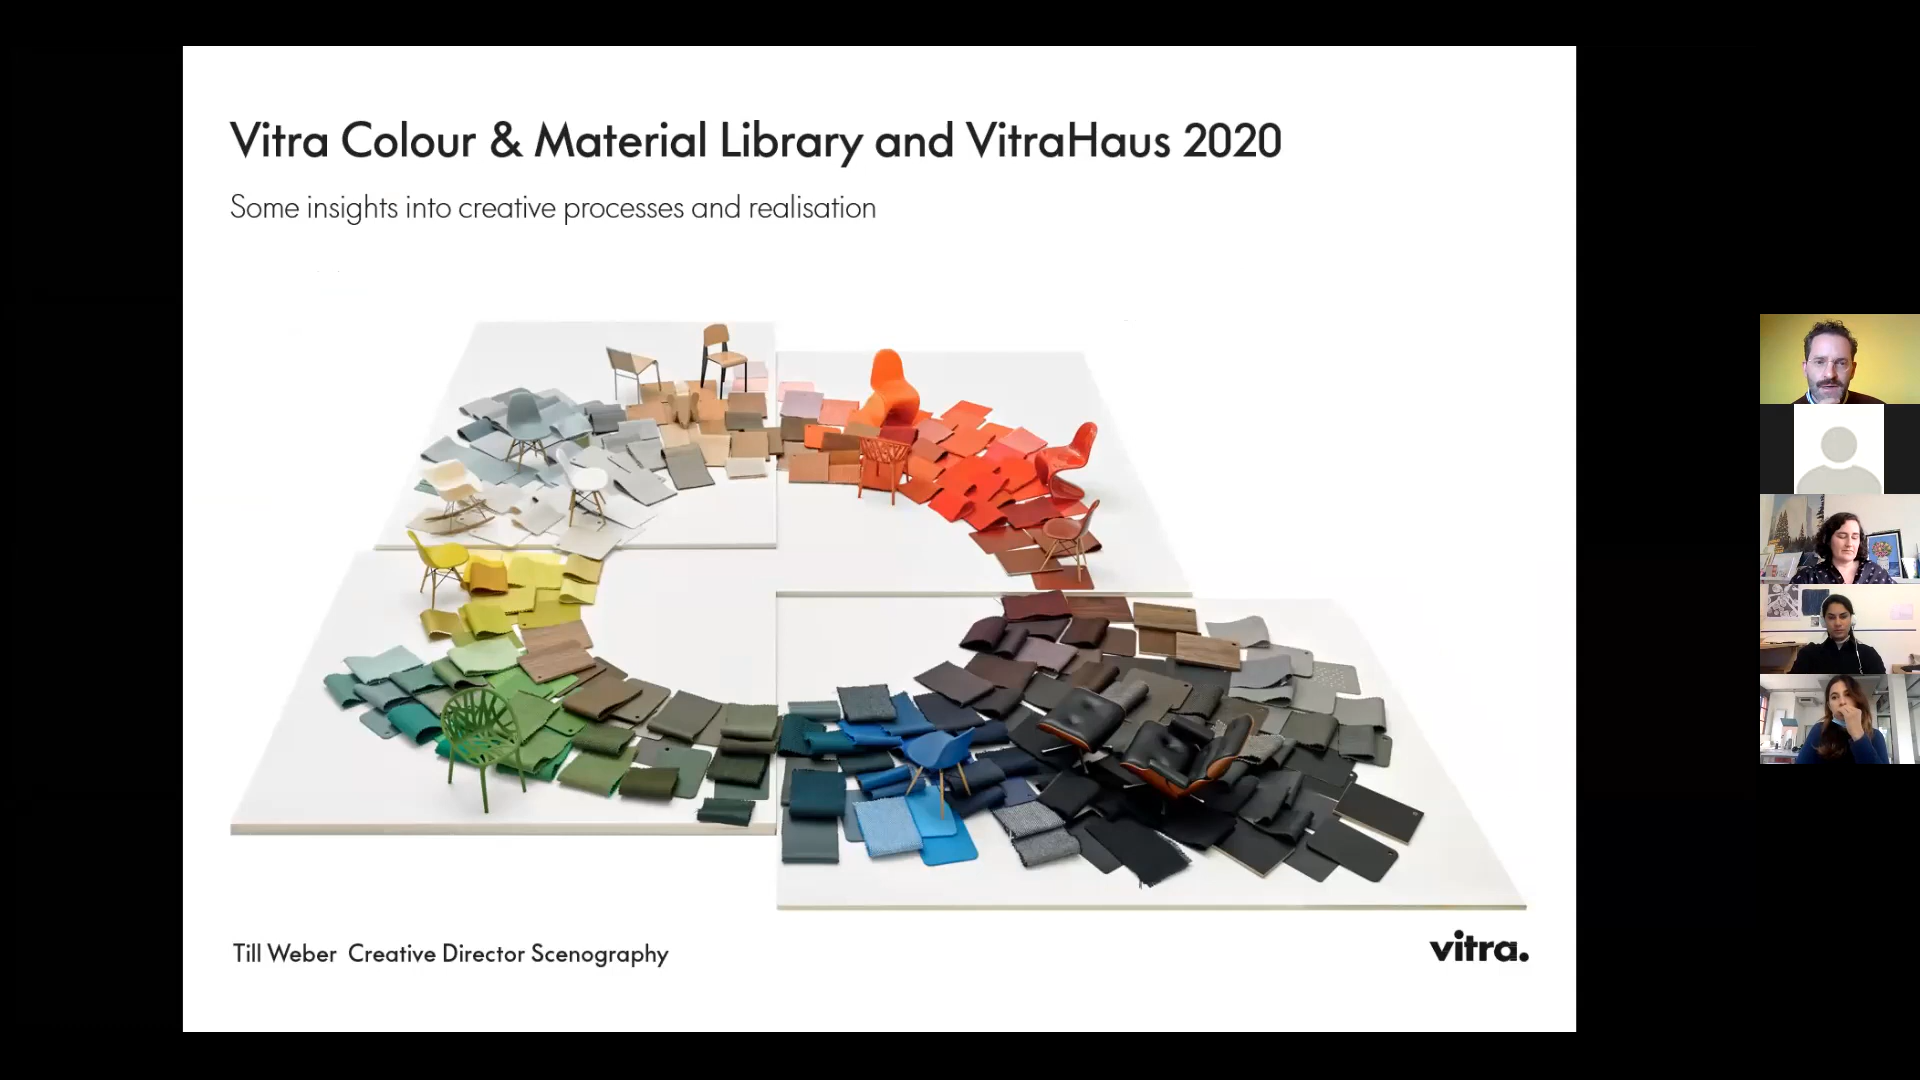 Vitra Colour & Material Library and VitraHaus 2020
Some insights into creative processes and realisation
Till Weber Creative Director Scenography
vitra.